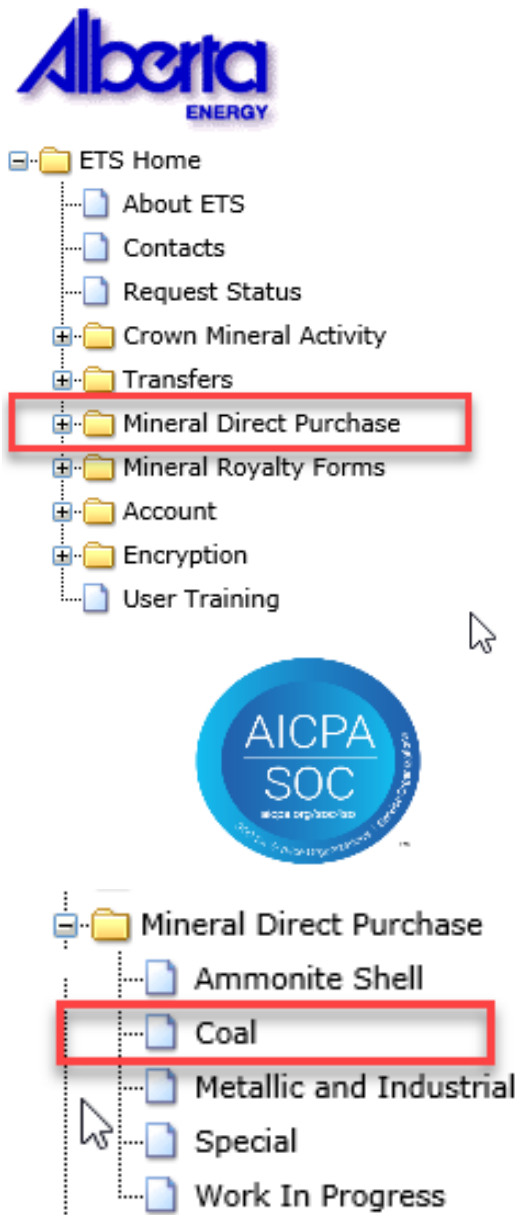 Alberta
ENERGY
ETS Home
About ETS
Contacts
Request Status
Crown Mineral Activity
Transfers
Mineral Direct Purchase
Mineral Royalty Forms
Account
Encryption
User Training
AICPA
SOC
aicpa.org/soc4so
Mineral Direct Purchase
Ammonite Shell
Coal
Metallic and Industrial
Special
Work In Progress